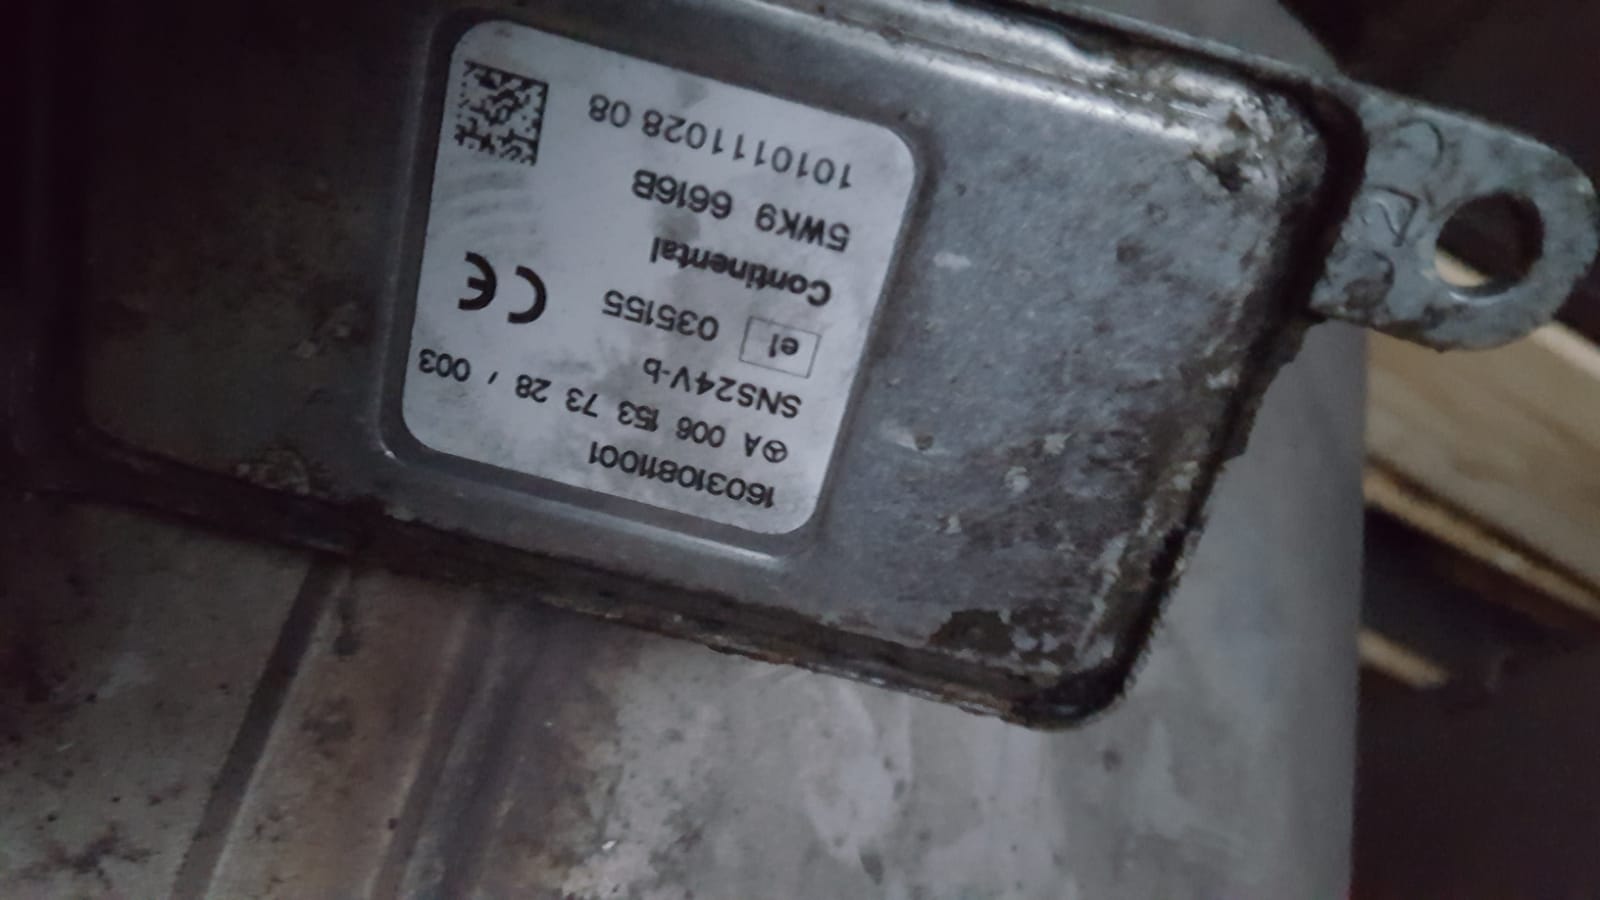 160310811001
A 006 153 73 28 , 003
SNS24V-b
e1 035155
CE
Continental
5WK9 6616B
1010111028 08